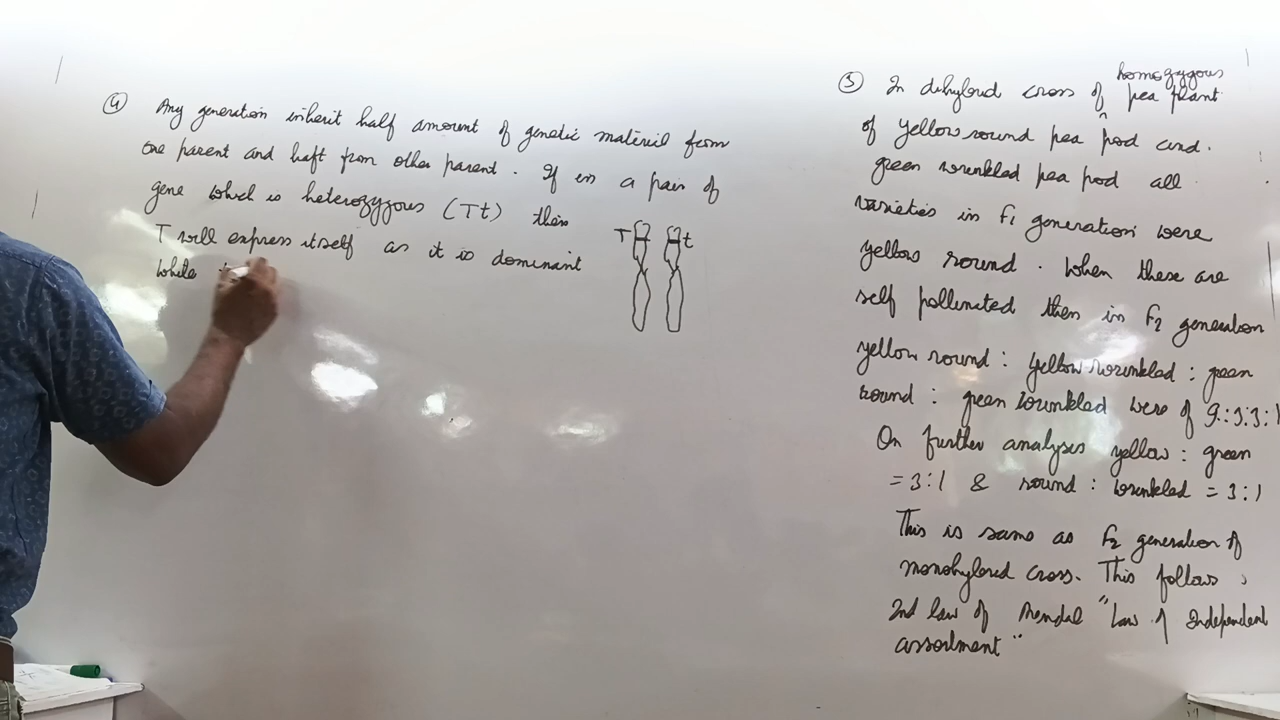 ④ Any generation inherit half amount of genetic material from
one parent and haft from other parent. If in a pair of
gene which is heterozygous (Tt) then
T will express itself as it is dominant
while
T t
③ In dihybrid cross of homozygous pea plant
of Yellow round pea pod and
green wrinkled pea pod all
varieties in F₁ generation were
yellow round. When these are
self pollinated then in F₂ generation
yellow round : yellow wrinkled : green
round : green wrinkled were of 9:3:3:1
On further analyses yellow : green
= 3:1 & round : wrinkled = 3:1
This is same as F₂ generation of
monohybred cross. This follows
2nd law of Mendal "Law of Independent
assortment"